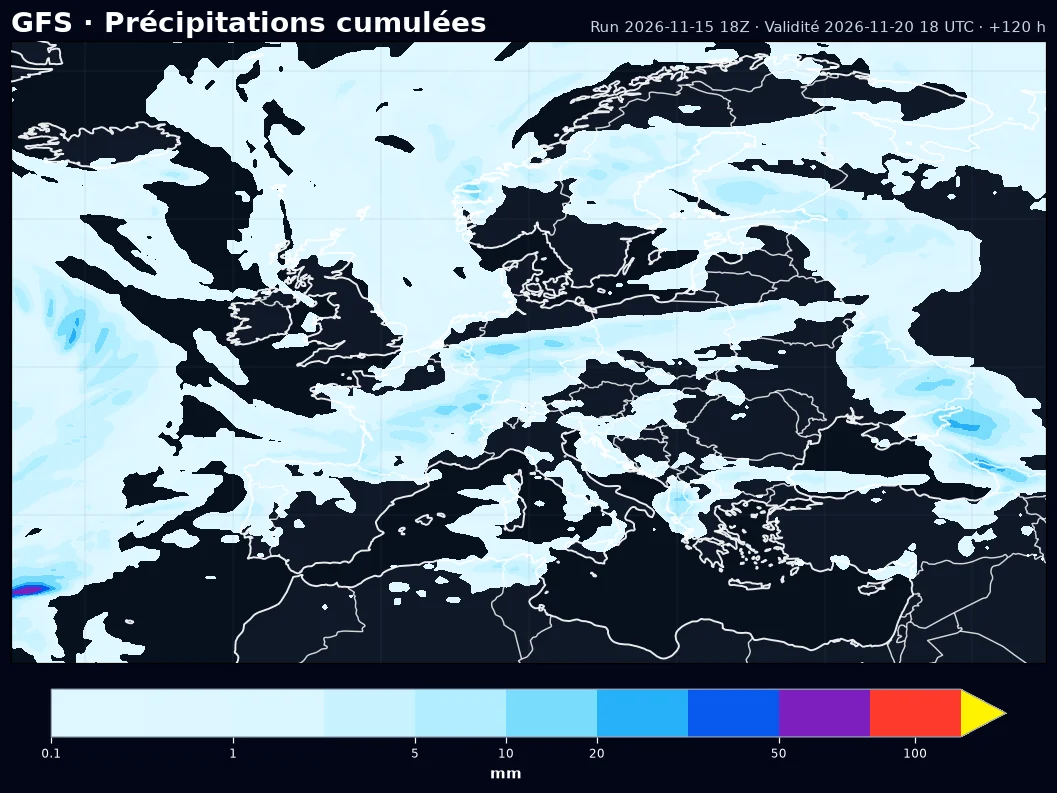 GFS · Précipitations cumulées
Run 2026-11-15 18Z · Validité 2026-11-20 18 UTC · +120 h
0.1 1 5 10 20 50 100
mm